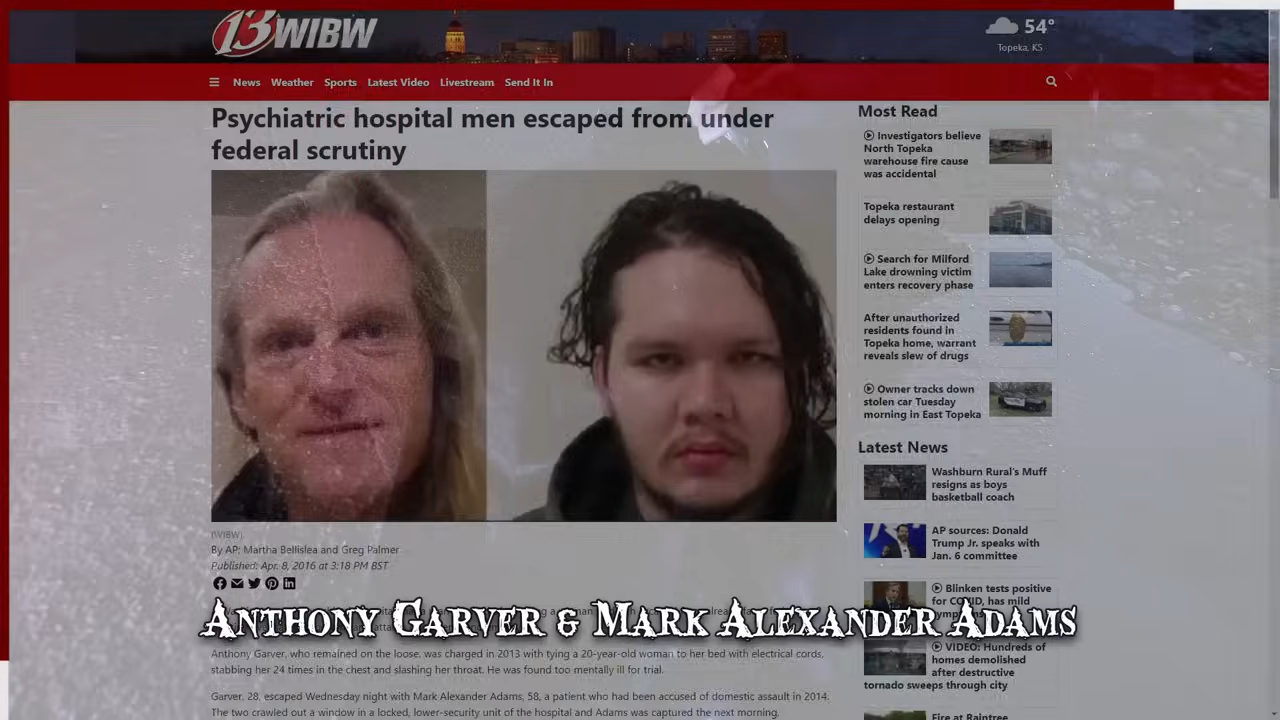 13 WIBW
54°
Topeka, KS
News Weather Sports Latest Video Livestream Send It In
Psychiatric hospital men escaped from under
federal scrutiny
(WIBW)
By AP: Martha Bellislea and Greg Palmer
Published: Apr. 8, 2016 at 3:18 PM BST
ANTHONY GARVER & MARK ALEXANDER ADAMS
Anthony Garver, who remained on the loose, was charged in 2013 with tying a 20-year-old woman to her bed with electrical cords,
stabbing her 24 times in the chest and slashing her throat. He was found too mentally ill for trial.
Garver, 28, escaped Wednesday night with Mark Alexander Adams, 58, a patient who had been accused of domestic assault in 2014.
The two crawled out a window in a locked, lower-security unit of the hospital and Adams was captured the next morning.
Most Read
Investigators believe
North Topeka
warehouse fire cause
was accidental
Topeka restaurant
delays opening
Search for Milford
Lake drowning victim
enters recovery phase
After unauthorized
residents found in
Topeka home, warrant
reveals slew of drugs
Owner tracks down
stolen car Tuesday
morning in East Topeka
Latest News
Washburn Rural's Muff
resigns as boys
basketball coach
AP sources: Donald
Trump Jr. speaks with
Jan. 6 committee
Blinken tests positive
for COVID, has mild
VIDEO: Hundreds of
homes demolished
after destructive
tornado sweeps through city
Fire at Raintree